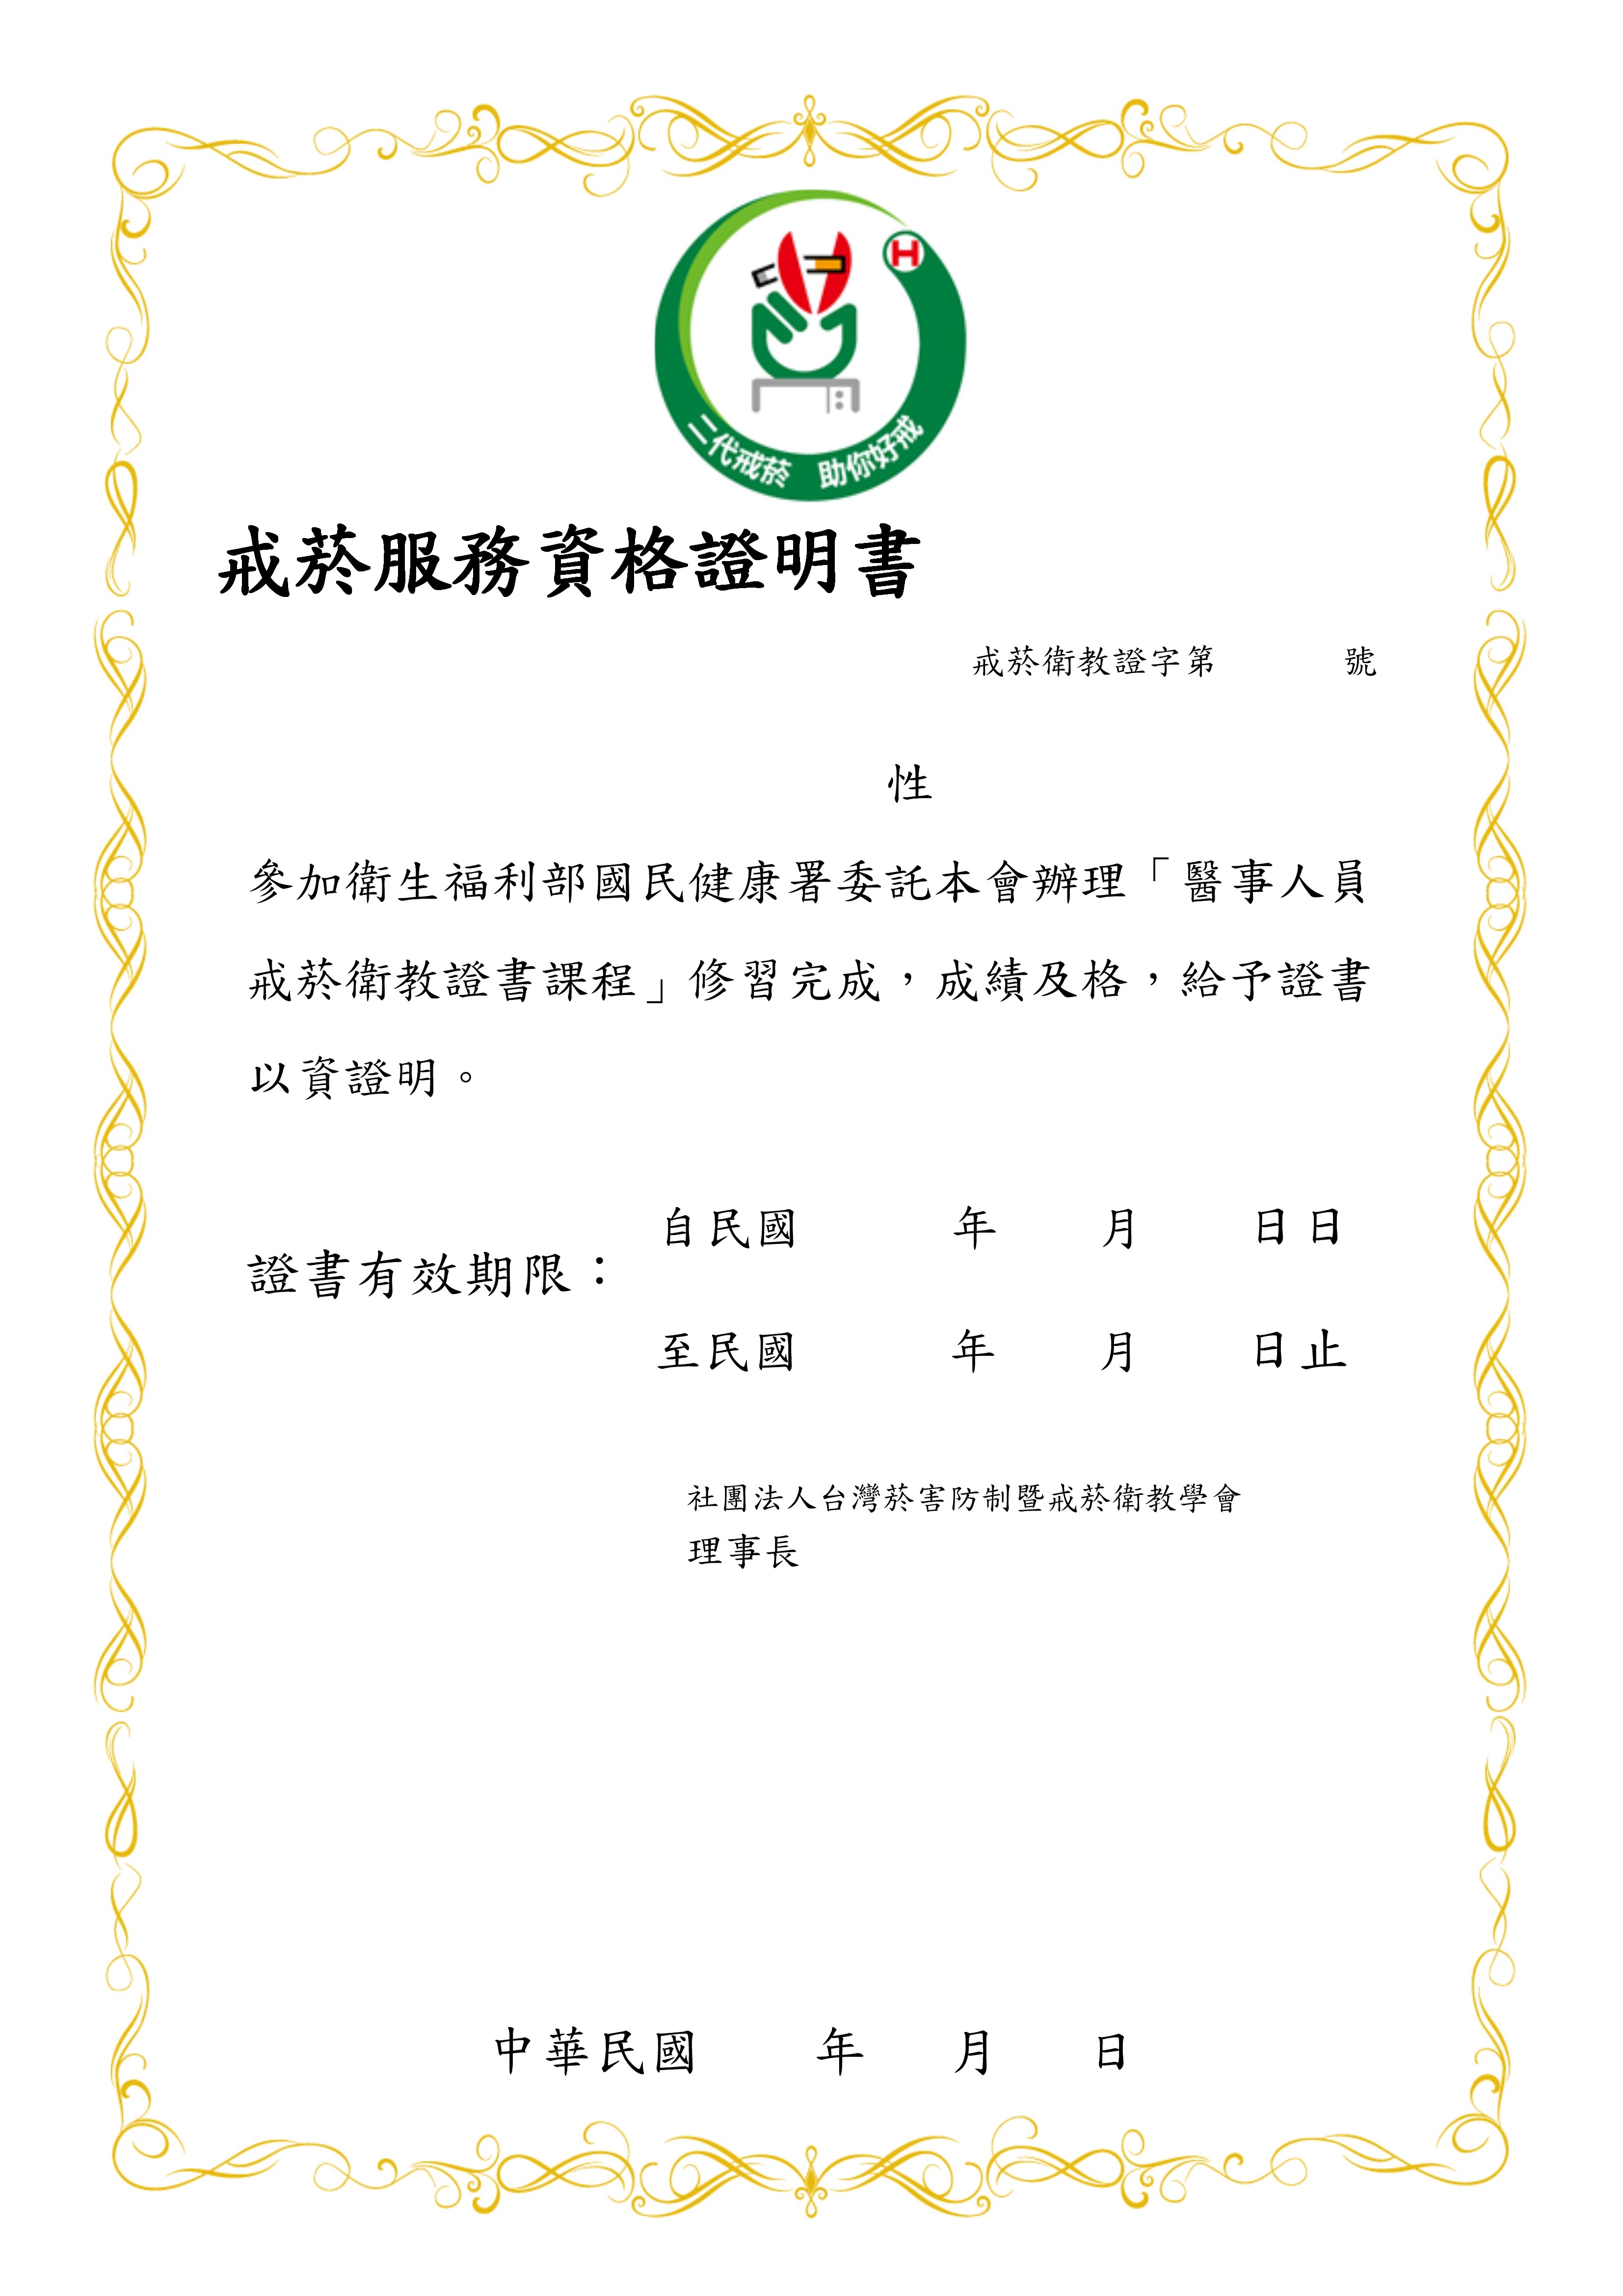 H
二代戒菸 助你好戒
戒菸服務資格證明書
戒菸衛教證字第 號
性
參加衛生福利部國民健康署委託本會辦理「醫事人員
戒菸衛教證書課程」修習完成，成績及格，給予證書
以資證明。
證書有效期限：
自民國 年 月 日日
至民國 年 月 日止
社團法人台灣菸害防制暨戒菸衛教學會
理事長
中華民國 年 月 日